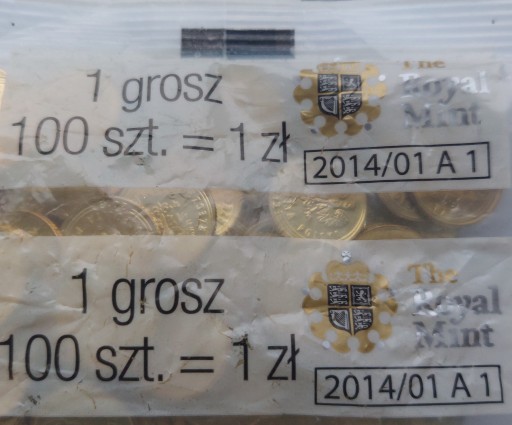 1 grosz
100 szt. = 1 zł
The
Royal
Mint
2014/01 A 1
1 grosz
100 szt. = 1 zł
The
Royal
Mint
2014/01 A 1